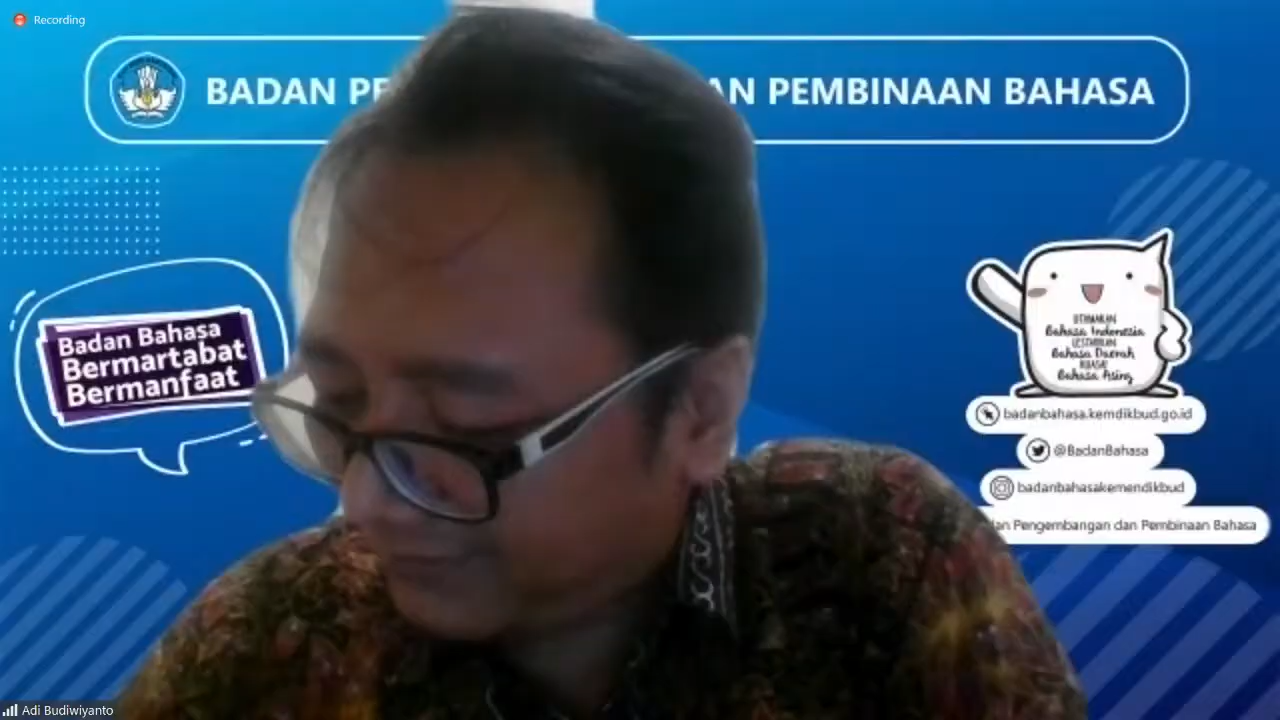 Recording
BADAN PE AN PEMBINAAN BAHASA
Badan Bahasa
Bermartabat
Bermanfaat
UTAMAKAN
Bahasa Indonesia
LESTARIKAN
Bahasa Daerah
KUASAI
Bahasa Asing
badanbahasa.kemdikbud.go.id
@BadanBahasa
badanbahasakemendikbud
an Pengembangan dan Pembinaan Bahasa
Adi Budiwiyanto